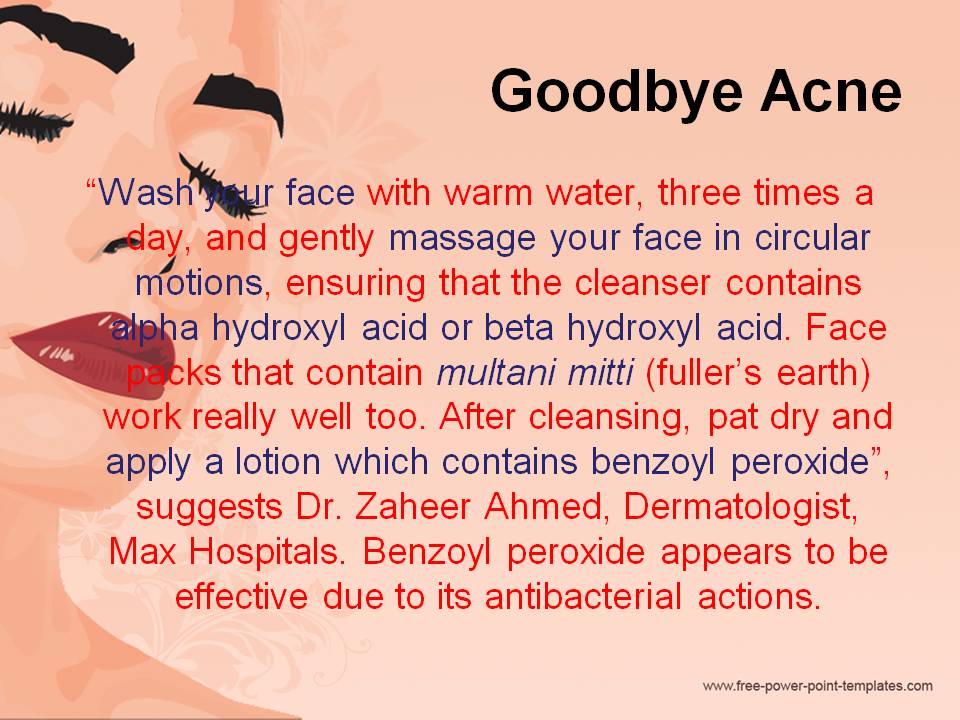 Goodbye Acne
“Wash your face with warm water, three times a
day, and gently massage your face in circular
motions, ensuring that the cleanser contains
alpha hydroxyl acid or beta hydroxyl acid. Face
packs that contain multani mitti (fuller’s earth)
work really well too. After cleansing, pat dry and
apply a lotion which contains benzoyl peroxide”,
suggests Dr. Zaheer Ahmed, Dermatologist,
Max Hospitals. Benzoyl peroxide appears to be
effective due to its antibacterial actions.
www.free-power-point-templates.com